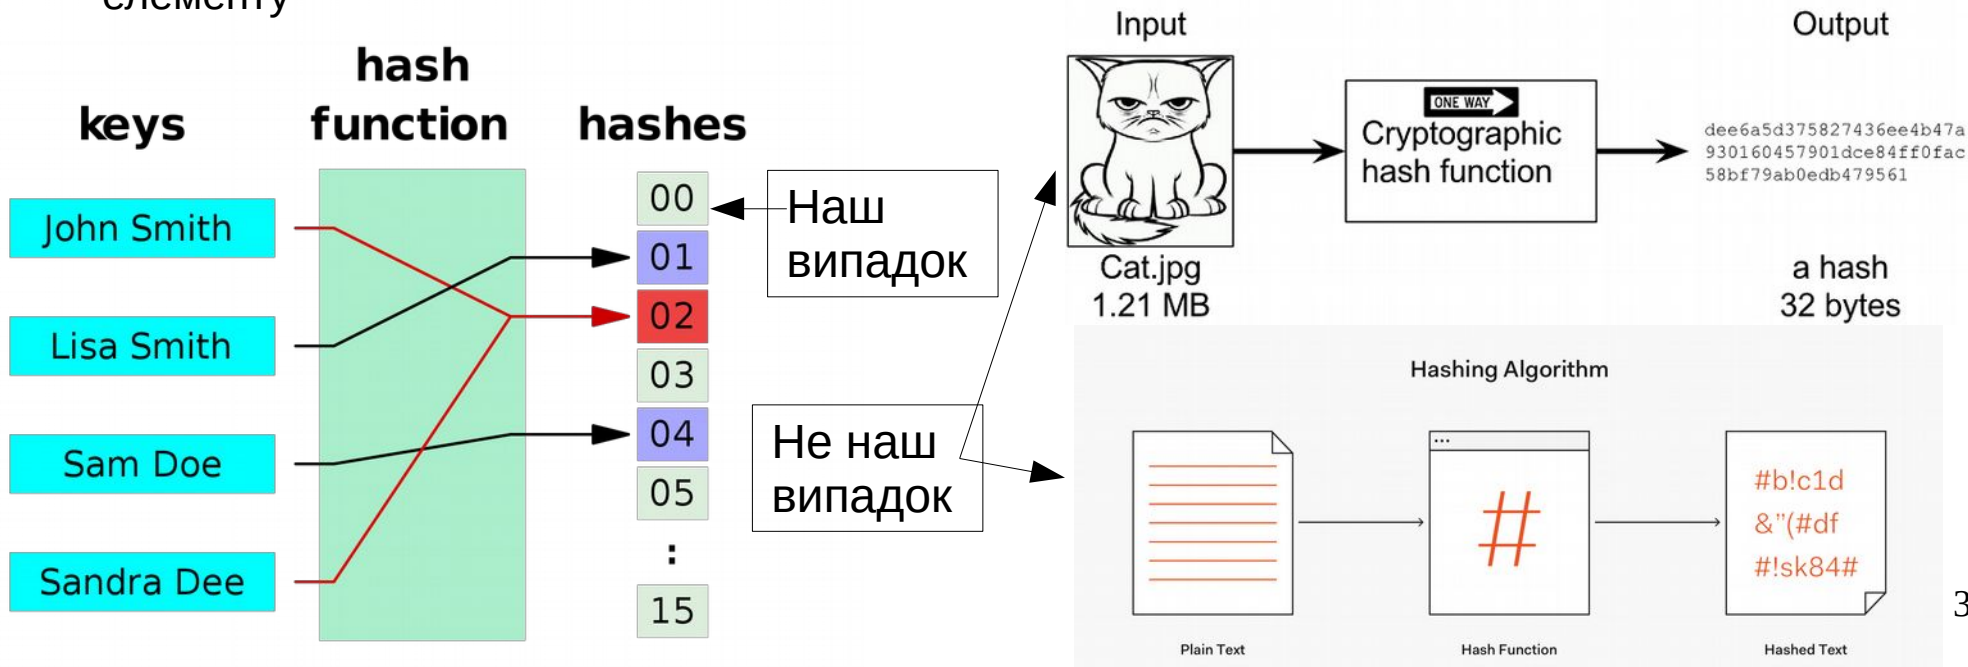 елементу
hash
function
keys
hashes
John Smith
Lisa Smith
Sam Doe
Sandra Dee
00
01
02
03
04
05
:
15
Наш
випадок
Не наш
випадок
Input
Output
ONE WAY
Cryptographic
hash function
dee6a5d375827436ee4b47a
930160457901dce84ff0fac
58bf79ab0edb479561
Cat.jpg
1.21 MB
a hash
32 bytes
Hashing Algorithm
#
#b!c1d
&”(#df
#!sk84#
Plain Text
Hash Function
Hashed Text
3